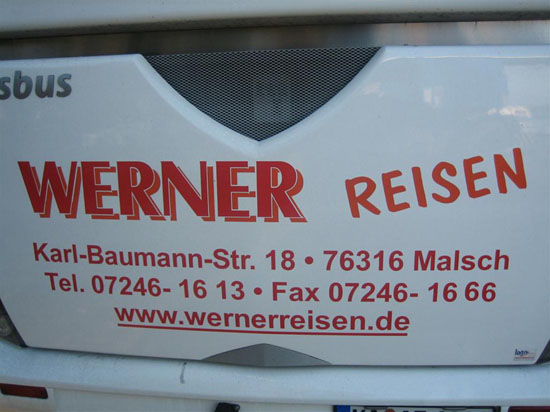 sbus
WERNER REISEN
Karl-Baumann-Str. 18 • 76316 Malsch
Tel. 07246- 16 13 • Fax 07246- 16 66
www.wernerreisen.de